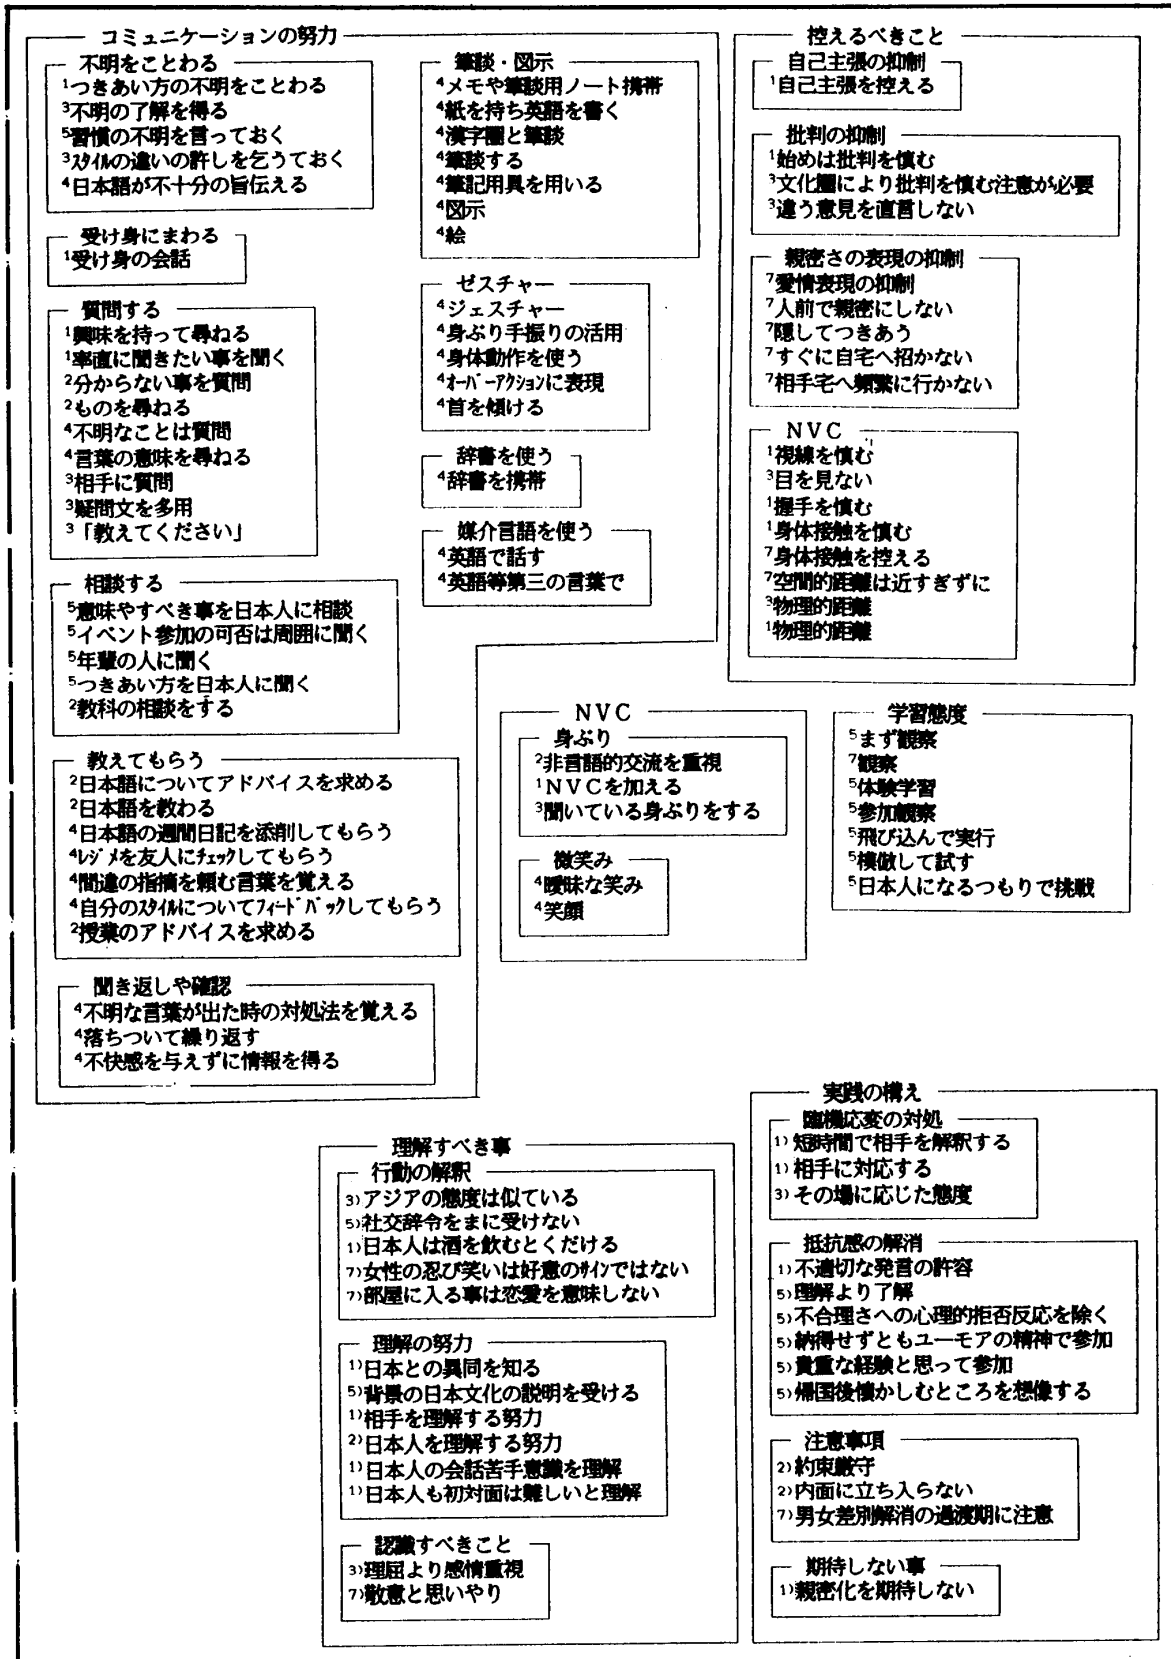 コミュニケーションの努力
不明をことわる
1つきあい方の不明をことわる
3不明の了解を得る
5習慣の不明を言っておく
3スタイルの違いの許しを乞うておく
4日本語が不十分の旨伝える
受け身にまわる
1受け身の会話
質問する
1興味を持って尋ねる
1率直に聞きたい事を聞く
2分からない事を質問
2ものを尋ねる
4不明なことは質問
4言葉の意味を尋ねる
3相手に質問
3疑問文を多用
3「教えてください」
相談する
5意味やすべき事を日本人に相談
5イベント参加の可否は周囲に聞く
5年輩の人に聞く
5つきあい方を日本人に聞く
2教科の相談をする
教えてもらう
2日本語についてアドバイスを求める
2日本語を教わる
4日本語の週間日記を添削してもらう
4レジメを友人にチェックしてもらう
4間違の指摘を頼む言葉を覚える
4自分のスタイルについてフィードバックしてもらう
2授業のアドバイスを求める
聞き返しや確認
4不明な言葉が出た時の対処法を覚える
4落ちついて繰り返す
4不快感を与えずに情報を得る
筆談・図示
4メモや筆談用ノート携帯
4紙を持ち英語を書く
4漢字圏と筆談
4筆談する
4筆記用具を用いる
4図示
4絵
ゼスチャー
4ジェスチャー
4身ぶり手振りの活用
4身体動作を使う
4オーバーアクションに表現
4首を傾ける
辞書を使う
4辞書を携帯
媒介言語を使う
4英語で話す
4英語等第三の言葉で
控えるべきこと
自己主張の抑制
1自己主張を控える
批判の抑制
1始めは批判を慎む
3文化圏により批判を慎む注意が必要
3違う意見を直言しない
親密さの表現の抑制
7愛情表現の抑制
7人前で親密にしない
7隠してつきあう
7すぐに自宅へ招かない
7相手宅へ頻繁に行かない
NVC
1視線を慎む
3目を見ない
1握手を慎む
1身体接触を慎む
7身体接触を控える
7空間的距離は近すぎずに
3物理的距離
1物理的距離
NVC
身ぶり
2非言語的交流を重視
1NVCを加える
3聞いている身ぶりをする
微笑み
4曖昧な笑み
4笑顔
学習態度
5まず観察
7観察
5体験学習
5参加観察
5飛び込んで実行
5模倣して試す
5日本人になるつもりで挑戦
理解すべき事
行動の解釈
3)アジアの態度は似ている
5)社交辞令をまに受けない
1)日本人は酒を飲むとくだける
7)女性の忍び笑いは好意のサインではない
7)部屋に入る事は恋愛を意味しない
理解の努力
1)日本との異同を知る
5)背景の日本文化の説明を受ける
1)相手を理解する努力
2)日本人を理解する努力
1)日本人の会話苦手意識を理解
1)日本人も初対面は難しいと理解
認識すべきこと
3)理屈より感情重視
7)敬意と思いやり
実践の構え
臨機応変の対処
1)短時間で相手を解釈する
1)相手に対応する
3)その場に応じた態度
抵抗感の解消
1)不適切な発言の許容
5)理解より了解
5)不合理さへの心理的拒否反応を除く
5)納得せずともユーモアの精神で参加
5)貴重な経験と思って参加
5)帰国後懐かしむところを想像する
注意事項
2)約束厳守
2)内面に立ち入らない
7)男女差別解消の過渡期に注意
期待しない事
1)親密化を期待しない